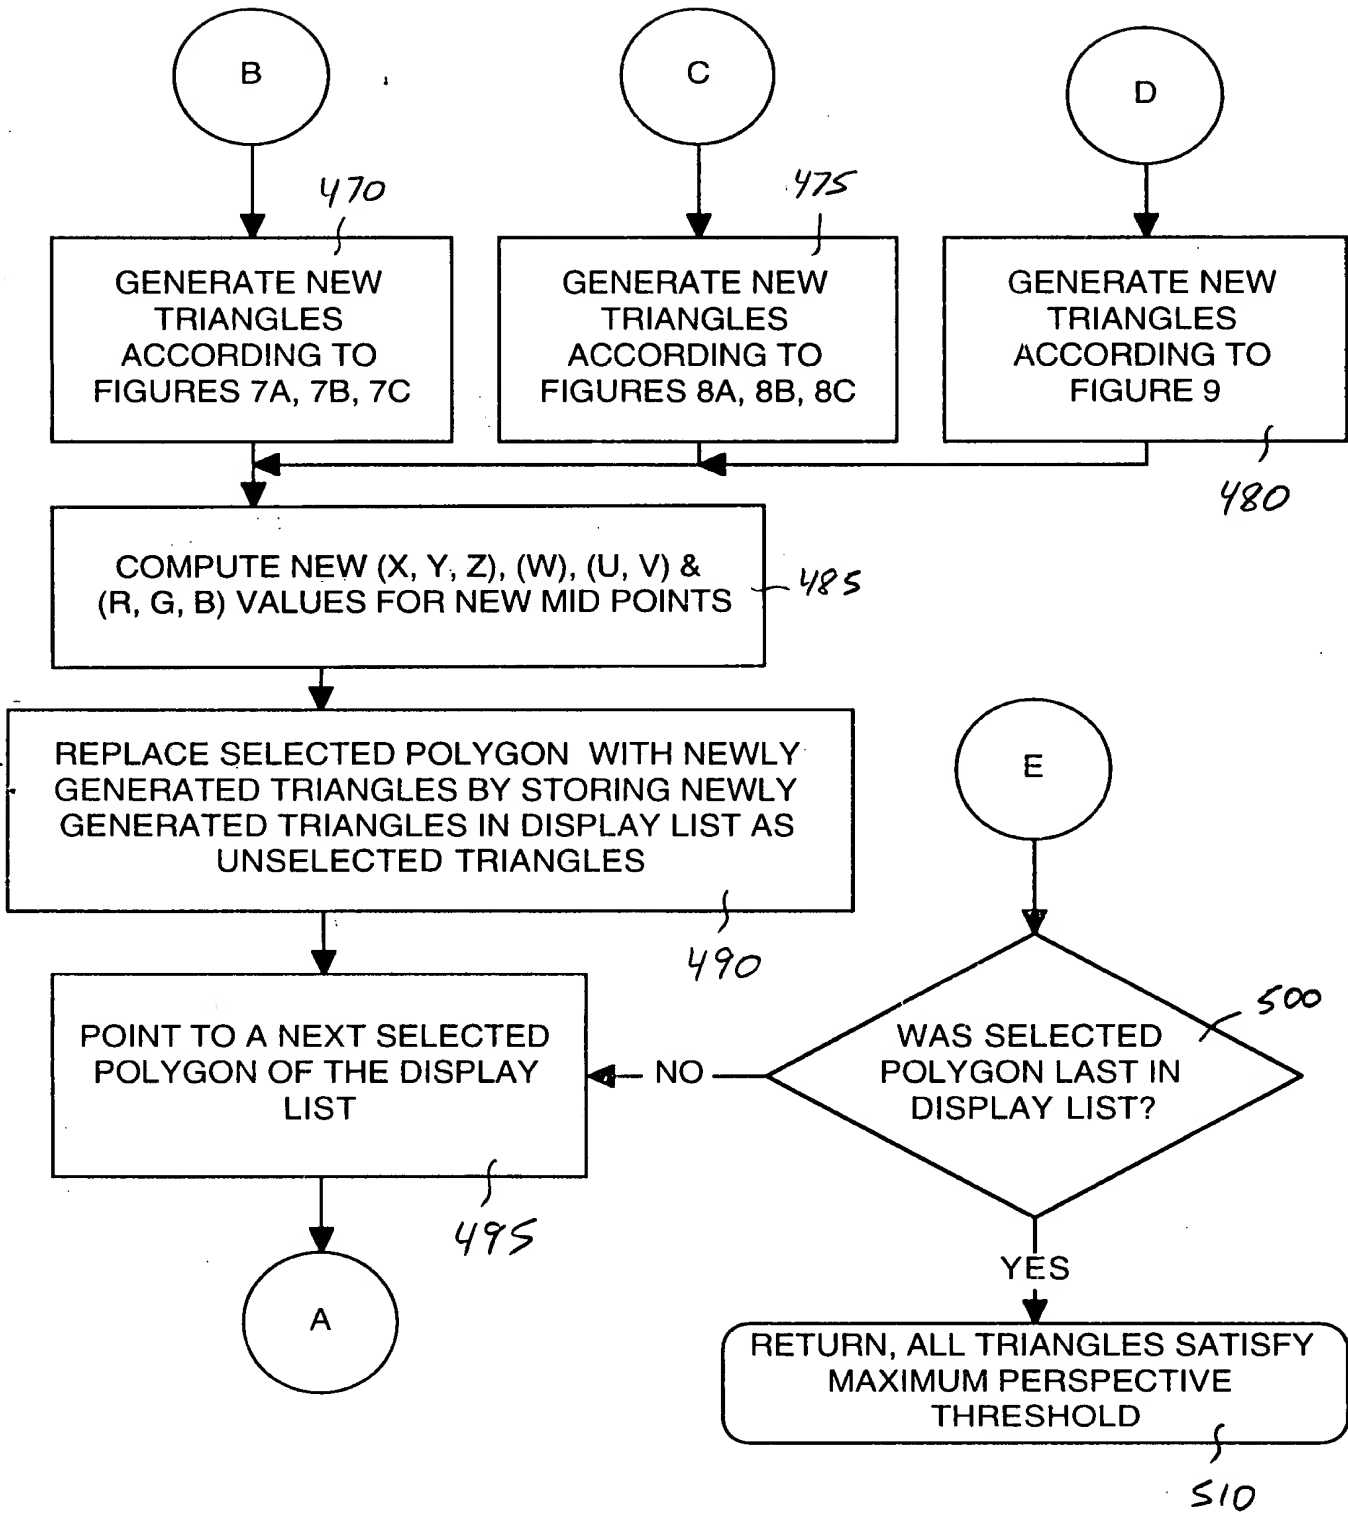 B
C
D
470
475
GENERATE NEW
TRIANGLES
ACCORDING TO
FIGURES 7A, 7B, 7C
GENERATE NEW
TRIANGLES
ACCORDING TO
FIGURES 8A, 8B, 8C
GENERATE NEW
TRIANGLES
ACCORDING TO
FIGURE 9
480
COMPUTE NEW (X, Y, Z), (W), (U, V) &
(R, G, B) VALUES FOR NEW MID POINTS
485
REPLACE SELECTED POLYGON WITH NEWLY
GENERATED TRIANGLES BY STORING NEWLY
GENERATED TRIANGLES IN DISPLAY LIST AS
UNSELECTED TRIANGLES
490
E
POINT TO A NEXT SELECTED
POLYGON OF THE DISPLAY
LIST
495
NO
WAS SELECTED
POLYGON LAST IN
DISPLAY LIST?
500
YES
A
RETURN, ALL TRIANGLES SATISFY
MAXIMUM PERSPECTIVE
THRESHOLD
510